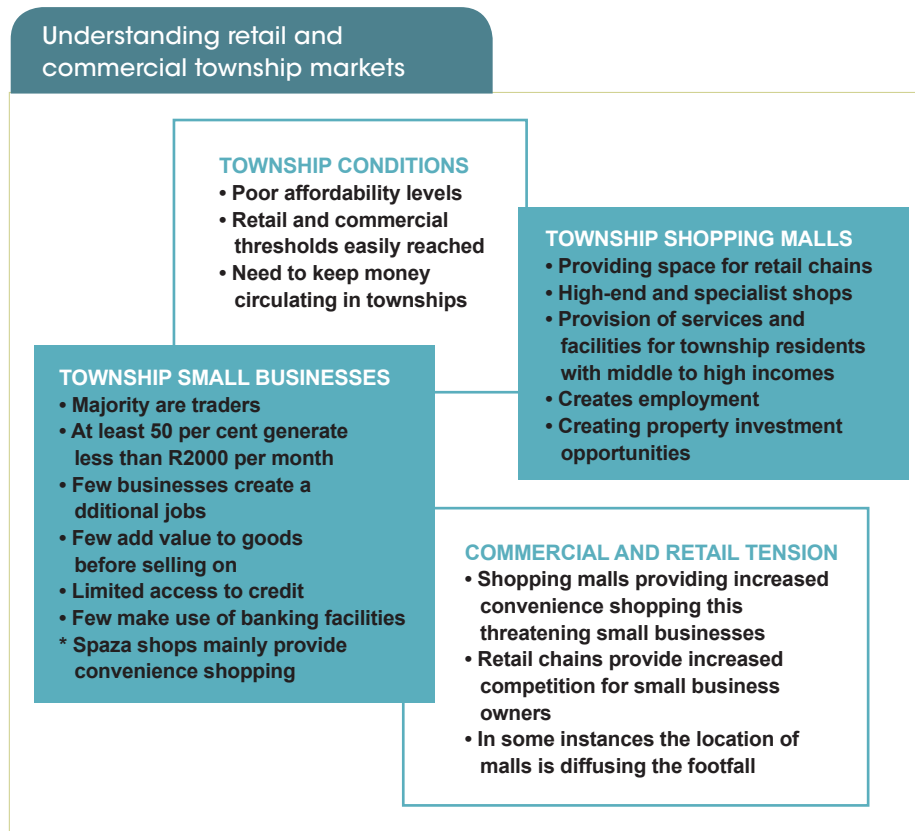 Understanding retail and
commercial township markets
TOWNSHIP CONDITIONS
• Poor affordability levels
• Retail and commercial
thresholds easily reached
• Need to keep money
circulating in townships
TOWNSHIP SHOPPING MALLS
• Providing space for retail chains
• High-end and specialist shops
• Provision of services and
facilities for township residents
with middle to high incomes
• Creates employment
• Creating property investment
opportunities
TOWNSHIP SMALL BUSINESSES
• Majority are traders
• At least 50 per cent generate
less than R2000 per month
• Few businesses create a
dditional jobs
• Few add value to goods
before selling on
• Limited access to credit
• Few make use of banking facilities
* Spaza shops mainly provide
convenience shopping
COMMERCIAL AND RETAIL TENSION
• Shopping malls providing increased
convenience shopping this
threatening small businesses
• Retail chains provide increased
competition for small business
owners
• In some instances the location of
malls is diffusing the footfall